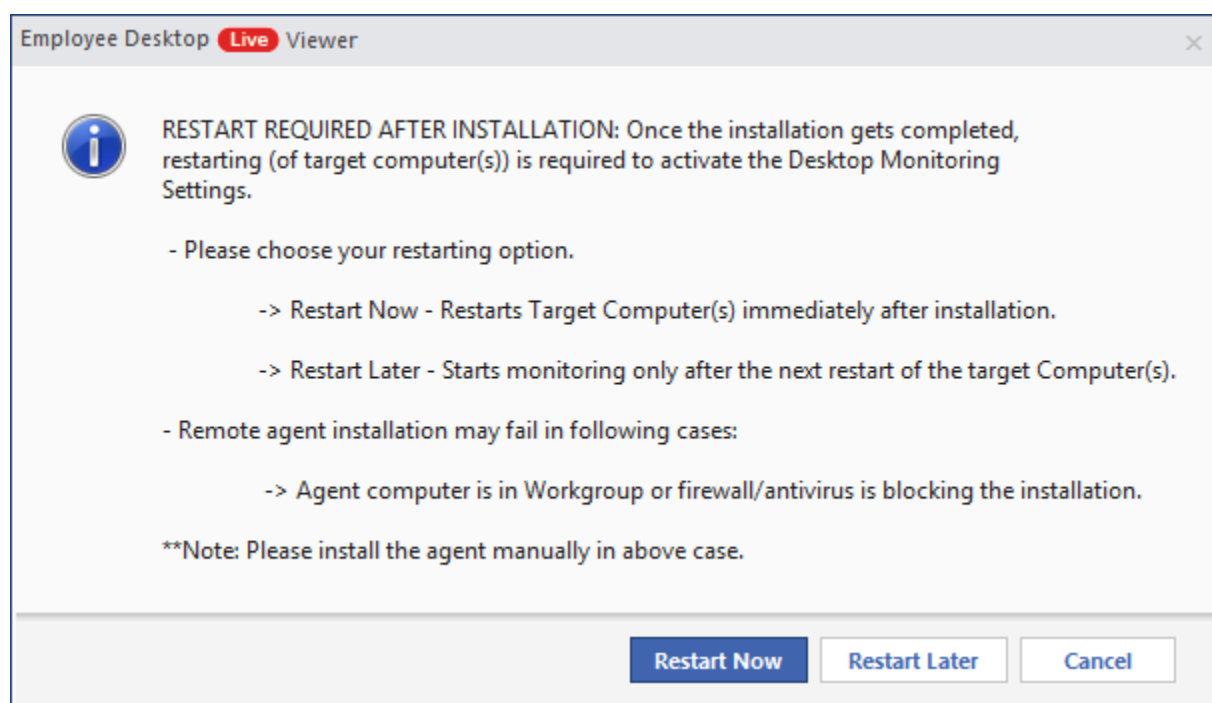 Employee Desktop Live Viewer
RESTART REQUIRED AFTER INSTALLATION: Once the installation gets completed,
restarting (of target computer(s)) is required to activate the Desktop Monitoring
Settings.
- Please choose your restarting option.
-> Restart Now - Restarts Target Computer(s) immediately after installation.
-> Restart Later - Starts monitoring only after the next restart of the target Computer(s).
- Remote agent installation may fail in following cases:
-> Agent computer is in Workgroup or firewall/antivirus is blocking the installation.
**Note: Please install the agent manually in above case.
Restart Now Restart Later Cancel